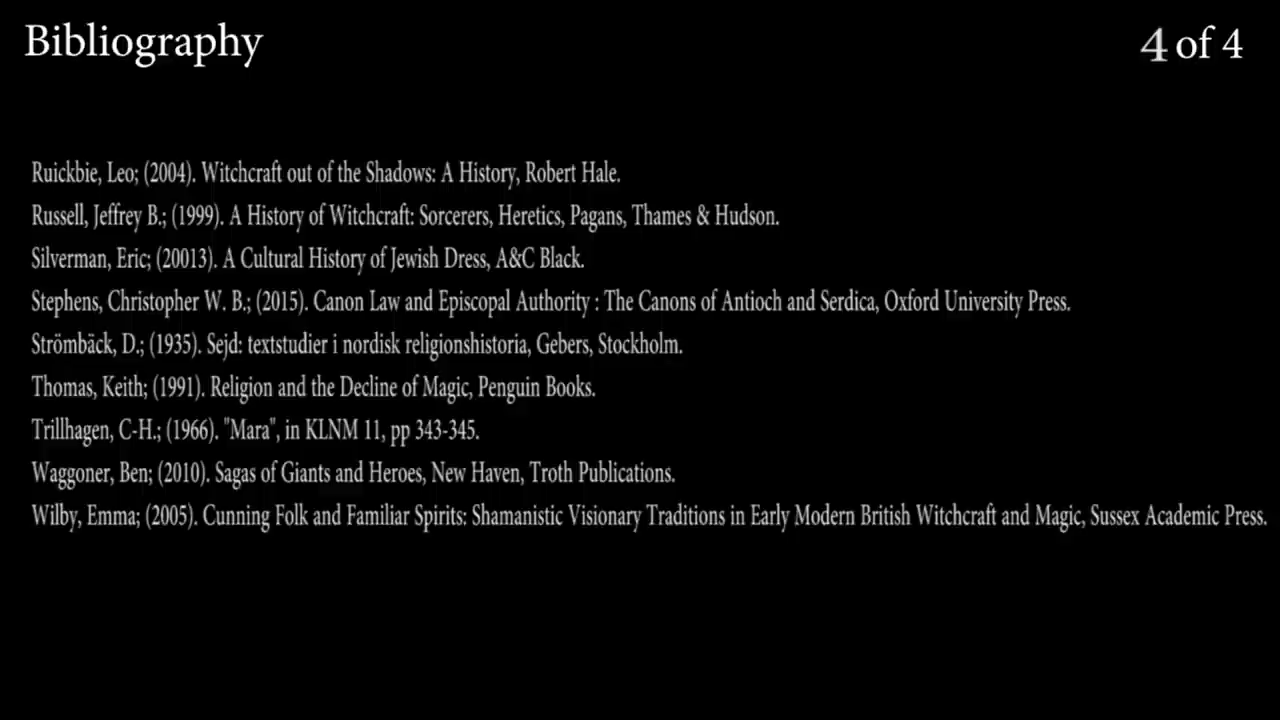 Bibliography
4 of 4
Ruickbie, Leo; (2004). Witchcraft out of the Shadows: A History, Robert Hale.
Russell, Jeffrey B.; (1999). A History of Witchcraft: Sorcerers, Heretics, Pagans, Thames & Hudson.
Silverman, Eric; (20013). A Cultural History of Jewish Dress, A&C Black.
Stephens, Christopher W. B.; (2015). Canon Law and Episcopal Authority : The Canons of Antioch and Serdica, Oxford University Press.
Strömbäck, D.; (1935). Sejd: textstudier i nordisk religionshistoria, Gebers, Stockholm.
Thomas, Keith; (1991). Religion and the Decline of Magic, Penguin Books.
Trillhagen, C-H.; (1966). "Mara", in KLNM 11, pp 343-345.
Waggoner, Ben; (2010). Sagas of Giants and Heroes, New Haven, Troth Publications.
Wilby, Emma; (2005). Cunning Folk and Familiar Spirits: Shamanistic Visionary Traditions in Early Modern British Witchcraft and Magic, Sussex Academic Press.